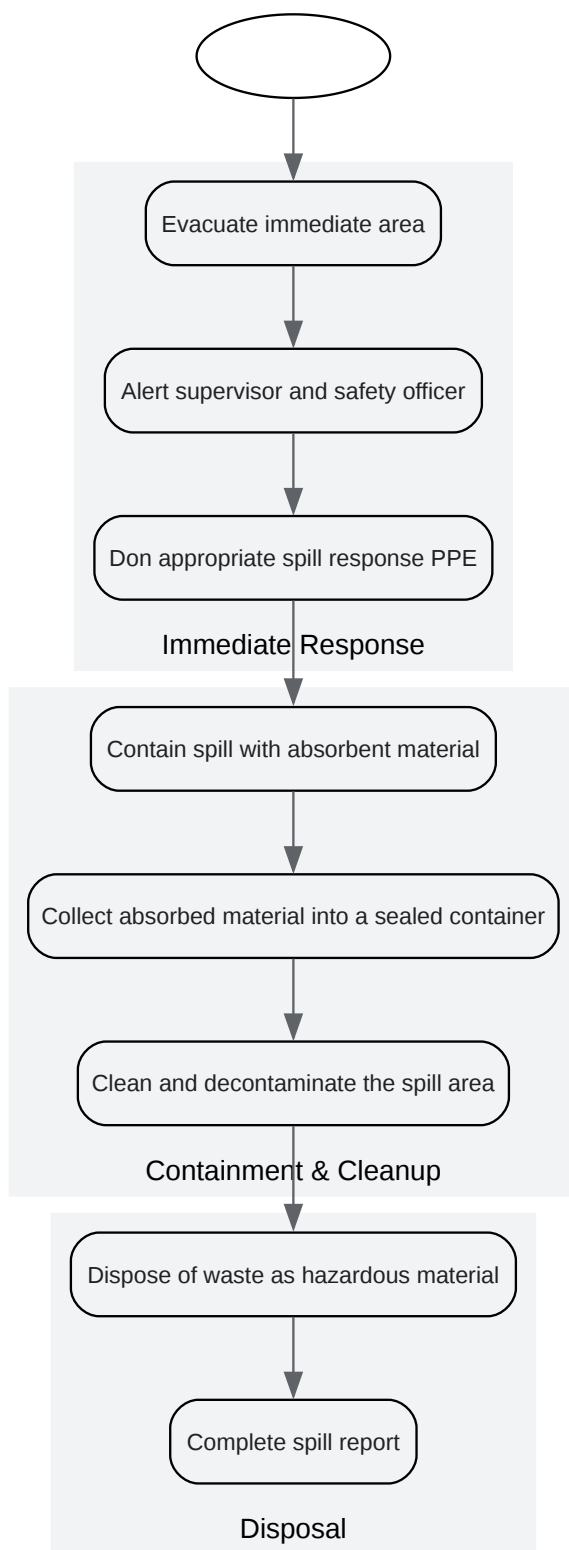 Evacuate immediate area
Alert supervisor and safety officer
Don appropriate spill response PPE
Immediate Response
Contain spill with absorbent material
Collect absorbed material into a sealed container
Clean and decontaminate the spill area
Containment & Cleanup
Dispose of waste as hazardous material
Complete spill report
Disposal